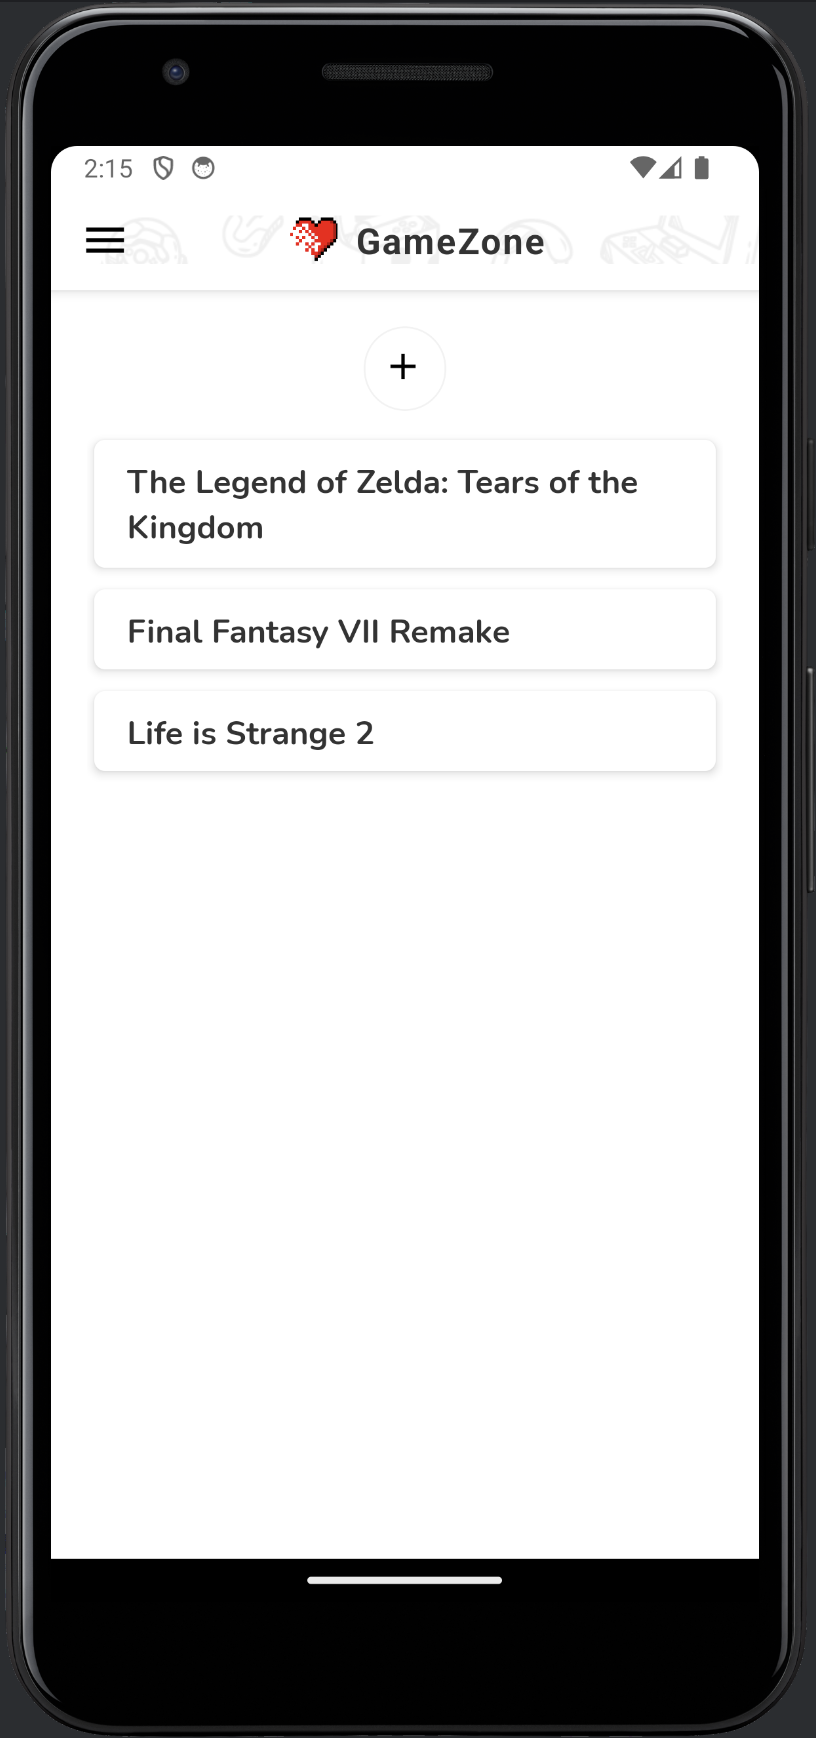 2:15
GameZone
+
The Legend of Zelda: Tears of the
Kingdom
Final Fantasy VII Remake
Life is Strange 2